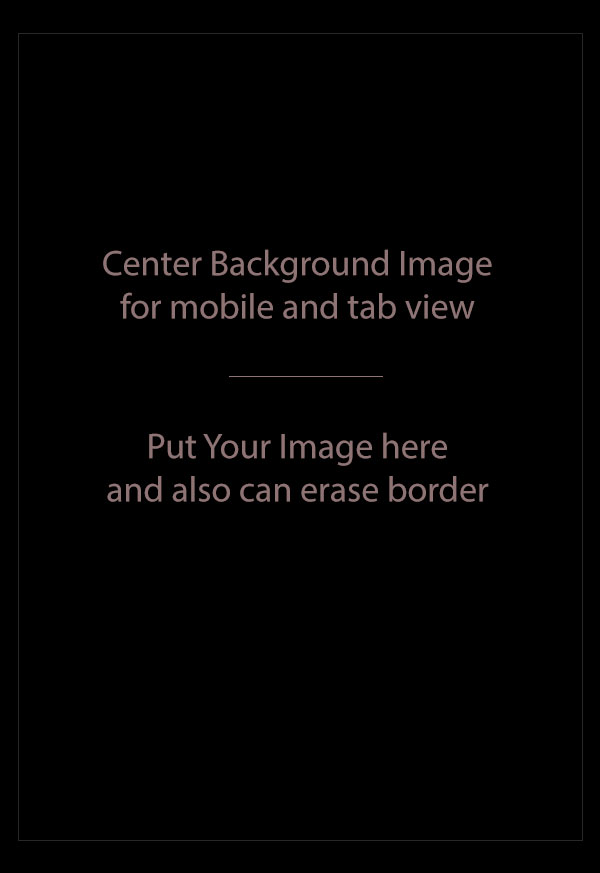 Center Background Image
for mobile and tab view
Put Your Image here
and also can erase border